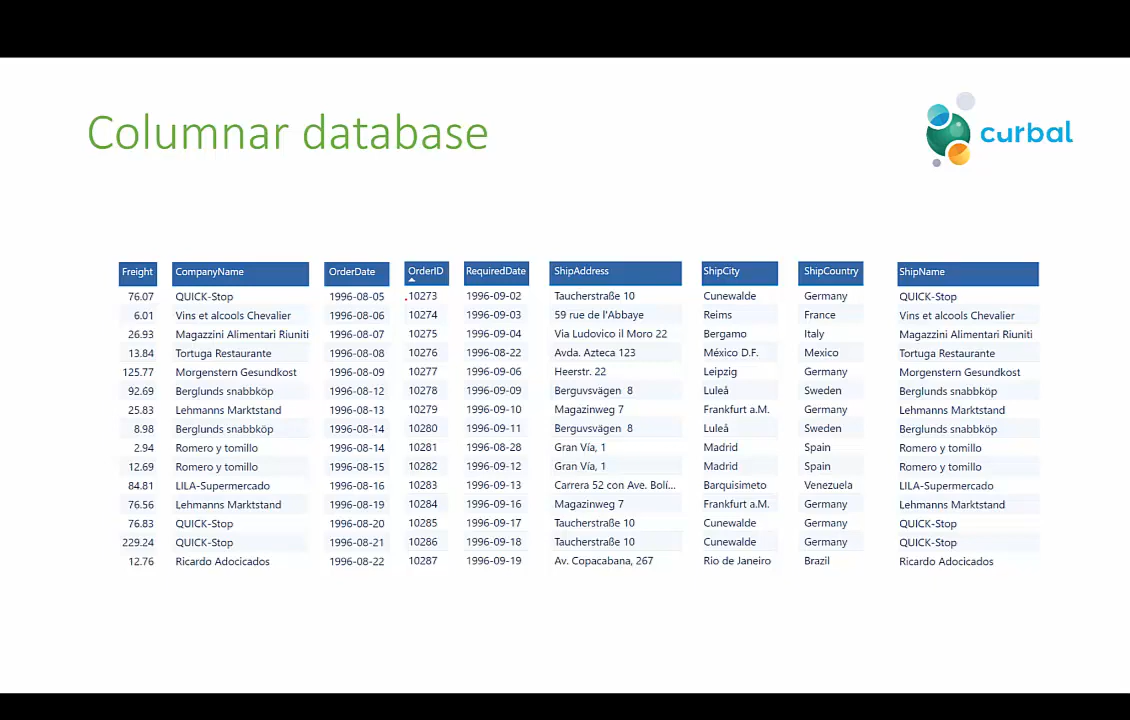 Columnar database
curbal
Freight CompanyName OrderDate OrderID RequiredDate ShipAddress ShipCity ShipCountry ShipName
76.07 QUICK-Stop 1996-08-05 10273 1996-09-02 Taucherstraße 10 Cunewalde Germany QUICK-Stop
6.01 Vins et alcools Chevalier 1996-08-06 10274 1996-09-03 59 rue de l'Abbaye Reims France Vins et alcools Chevalier
26.93 Magazzini Alimentari Riuniti 1996-08-07 10275 1996-09-04 Via Ludovico il Moro 22 Bergamo Italy Magazzini Alimentari Riuniti
13.84 Tortuga Restaurante 1996-08-08 10276 1996-08-22 Avda. Azteca 123 México D.F. Mexico Tortuga Restaurante
125.77 Morgenstern Gesundkost 1996-08-09 10277 1996-09-06 Heerstr. 22 Leipzig Germany Morgenstern Gesundkost
92.69 Berglunds snabbköp 1996-08-12 10278 1996-09-09 Berguvsvägen 8 Luleå Sweden Berglunds snabbköp
25.83 Lehmanns Marktstand 1996-08-13 10279 1996-09-10 Magazinweg 7 Frankfurt a.M. Germany Lehmanns Marktstand
8.98 Berglunds snabbköp 1996-08-14 10280 1996-09-11 Berguvsvägen 8 Luleå Sweden Berglunds snabbköp
2.94 Romero y tomillo 1996-08-14 10281 1996-08-28 Gran Vía, 1 Madrid Spain Romero y tomillo
12.69 Romero y tomillo 1996-08-15 10282 1996-09-12 Gran Vía, 1 Madrid Spain Romero y tomillo
84.81 LILA-Supermercado 1996-08-16 10283 1996-09-13 Carrera 52 con Ave. Bolí... Barquisimeto Venezuela LILA-Supermercado
76.56 Lehmanns Marktstand 1996-08-19 10284 1996-09-16 Magazinweg 7 Frankfurt a.M. Germany Lehmanns Marktstand
76.83 QUICK-Stop 1996-08-20 10285 1996-09-17 Taucherstraße 10 Cunewalde Germany QUICK-Stop
229.24 QUICK-Stop 1996-08-21 10286 1996-09-18 Taucherstraße 10 Cunewalde Germany QUICK-Stop
12.76 Ricardo Adocicados 1996-08-22 10287 1996-09-19 Av. Copacabana, 267 Rio de Janeiro Brazil Ricardo Adocicados